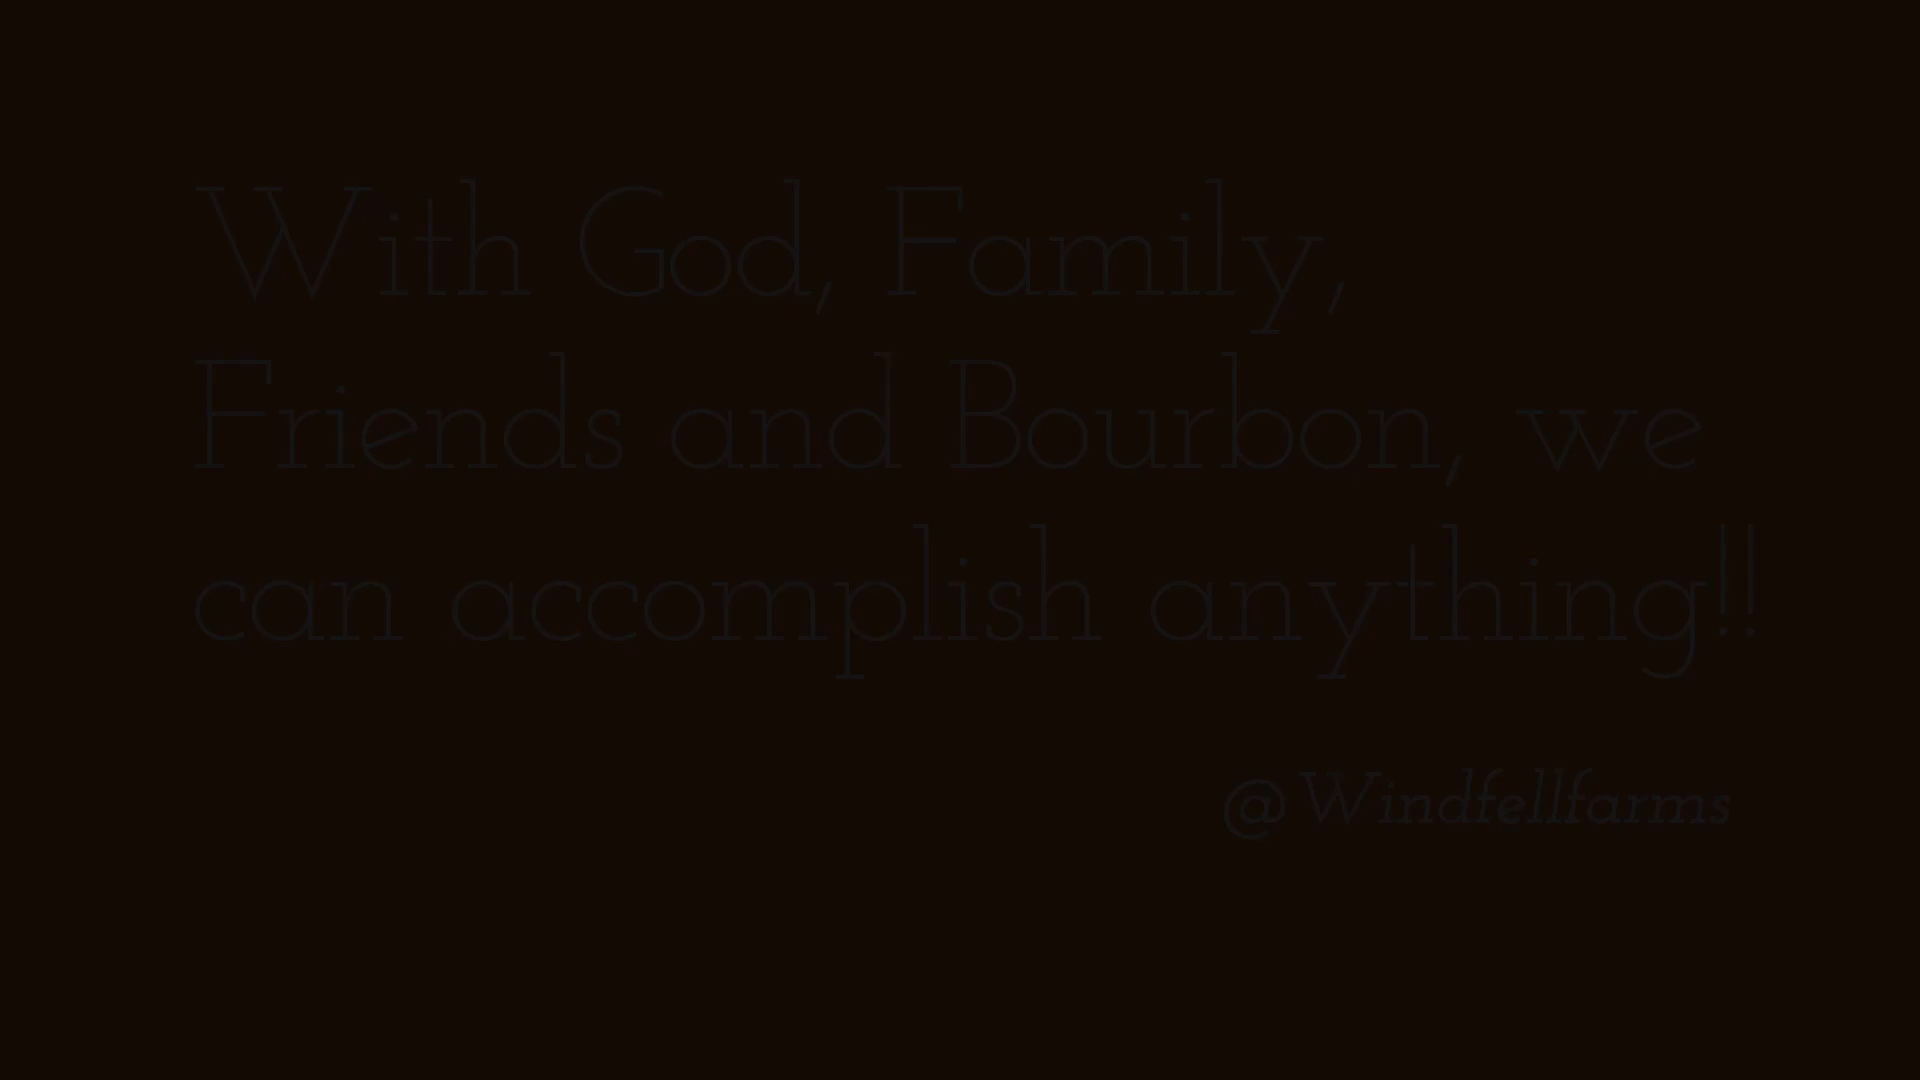 With God, Family,
Friends and Bourbon, we
can accomplish anything!!
@Windfellfarms